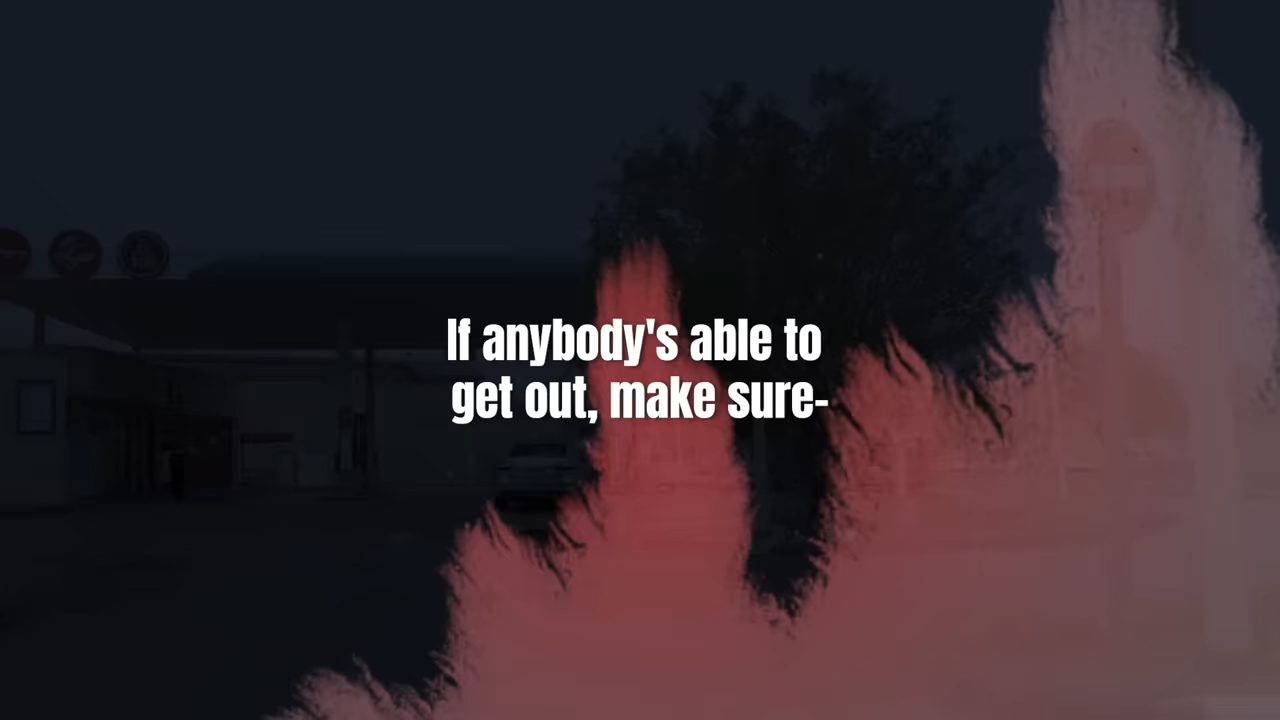 If anybody's able to
get out, make sure-